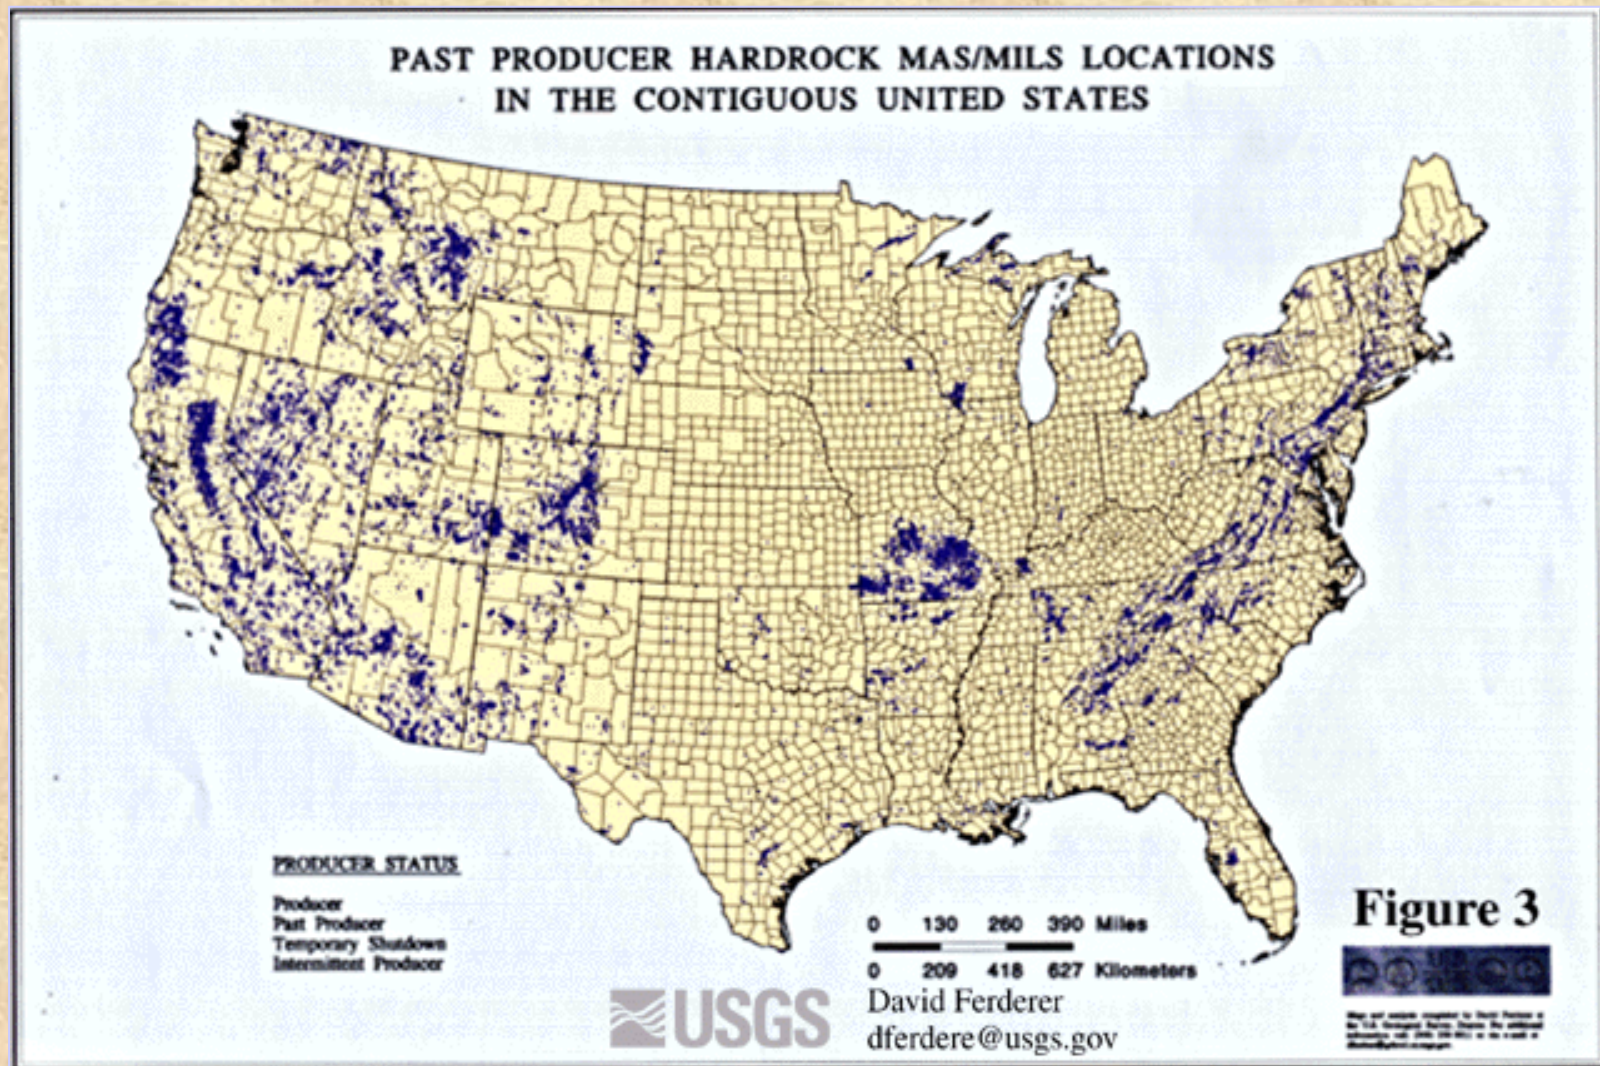 PAST PRODUCER HARDROCK MAS/MILS LOCATIONS
IN THE CONTIGUOUS UNITED STATES
PRODUCER STATUS
Producer
Past Producer
Temporary Shutdown
Intermittent Producer
0 130 260 390 Miles
0 209 418 627 Kilometers
USGS
David Ferderer
dferdere@usgs.gov
Figure 3